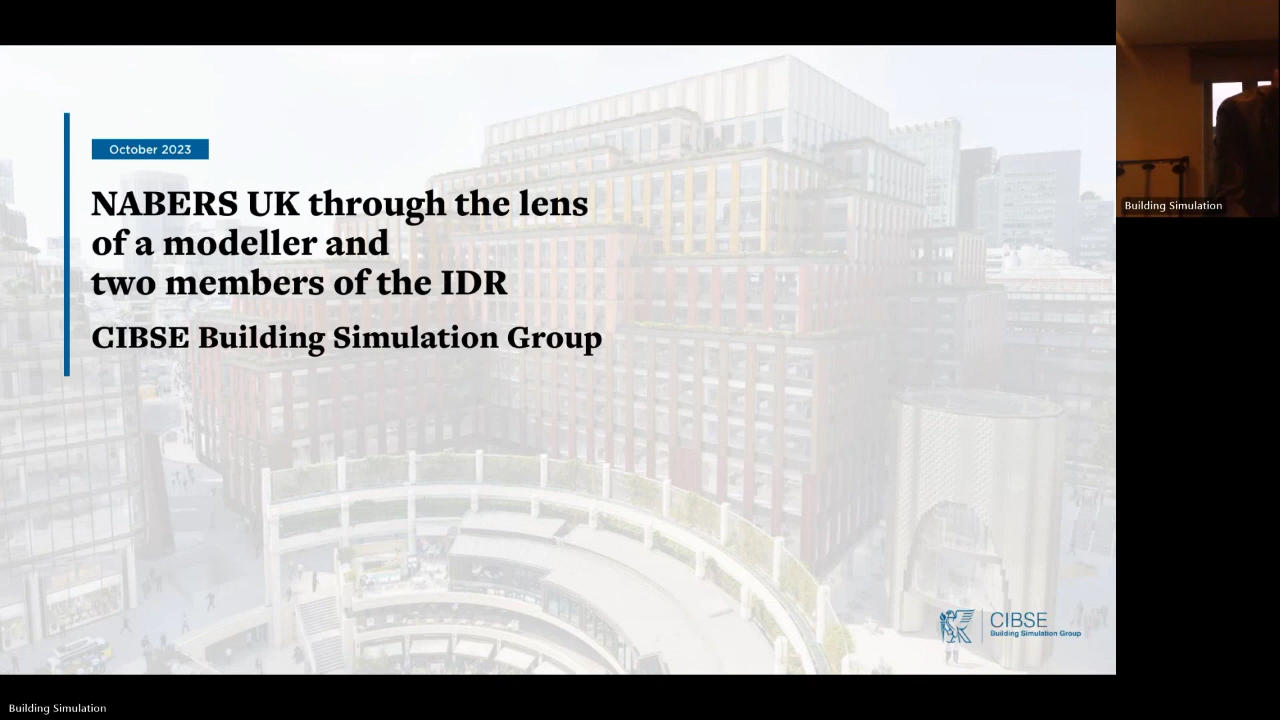 October 2023
NABERS UK through the lens
of a modeller and
two members of the IDR
CIBSE Building Simulation Group
CIBSE
Building Simulation Group
Building Simulation
Building Simulation